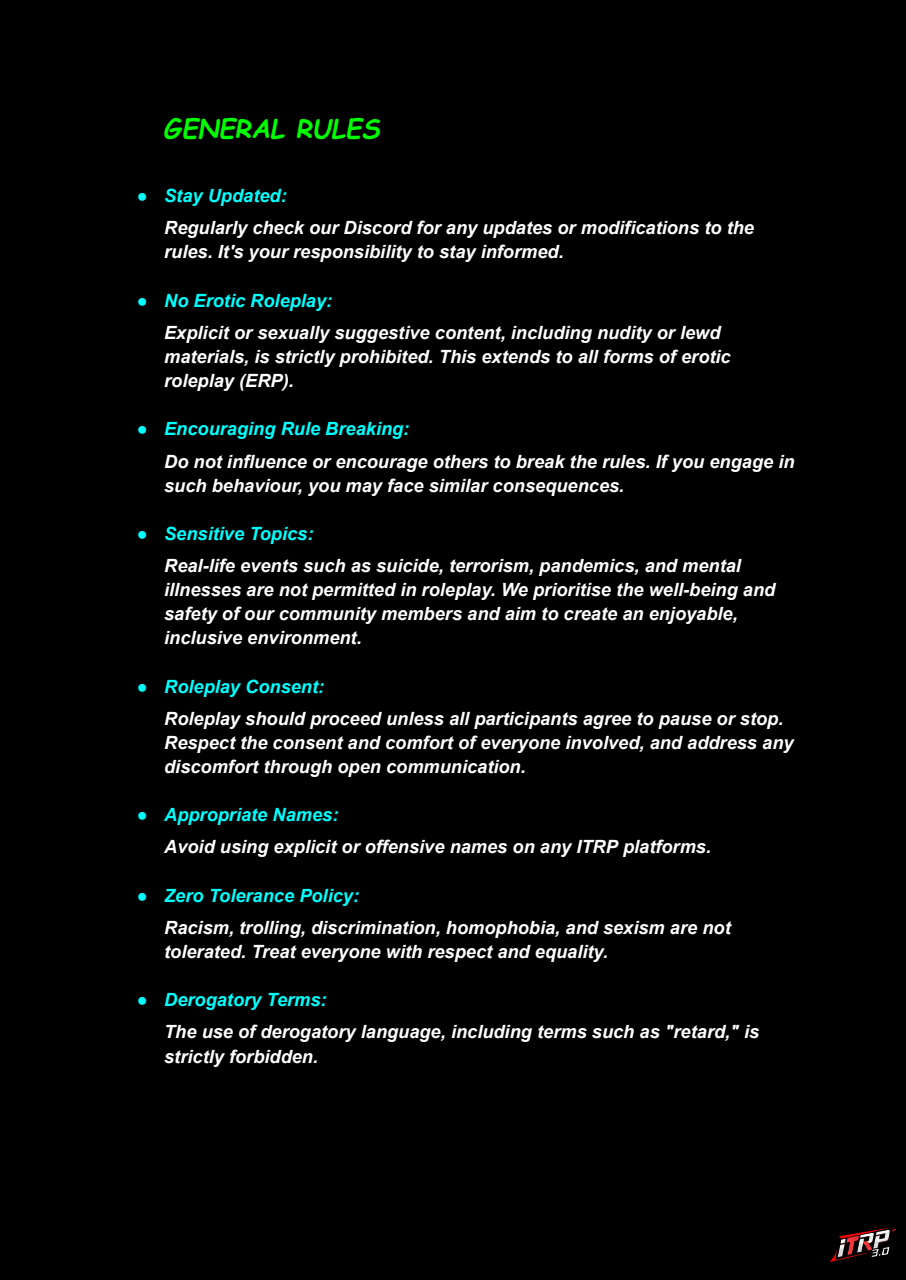 GENERAL RULES
● Stay Updated:
Regularly check our Discord for any updates or modifications to the
rules. It's your responsibility to stay informed.
● No Erotic Roleplay:
Explicit or sexually suggestive content, including nudity or lewd
materials, is strictly prohibited. This extends to all forms of erotic
roleplay (ERP).
● Encouraging Rule Breaking:
Do not influence or encourage others to break the rules. If you engage in
such behaviour, you may face similar consequences.
● Sensitive Topics:
Real-life events such as suicide, terrorism, pandemics, and mental
illnesses are not permitted in roleplay. We prioritise the well-being and
safety of our community members and aim to create an enjoyable,
inclusive environment.
● Roleplay Consent:
Roleplay should proceed unless all participants agree to pause or stop.
Respect the consent and comfort of everyone involved, and address any
discomfort through open communication.
● Appropriate Names:
Avoid using explicit or offensive names on any ITRP platforms.
● Zero Tolerance Policy:
Racism, trolling, discrimination, homophobia, and sexism are not
tolerated. Treat everyone with respect and equality.
● Derogatory Terms:
The use of derogatory language, including terms such as "retard," is
strictly forbidden.
iTRP
3.0